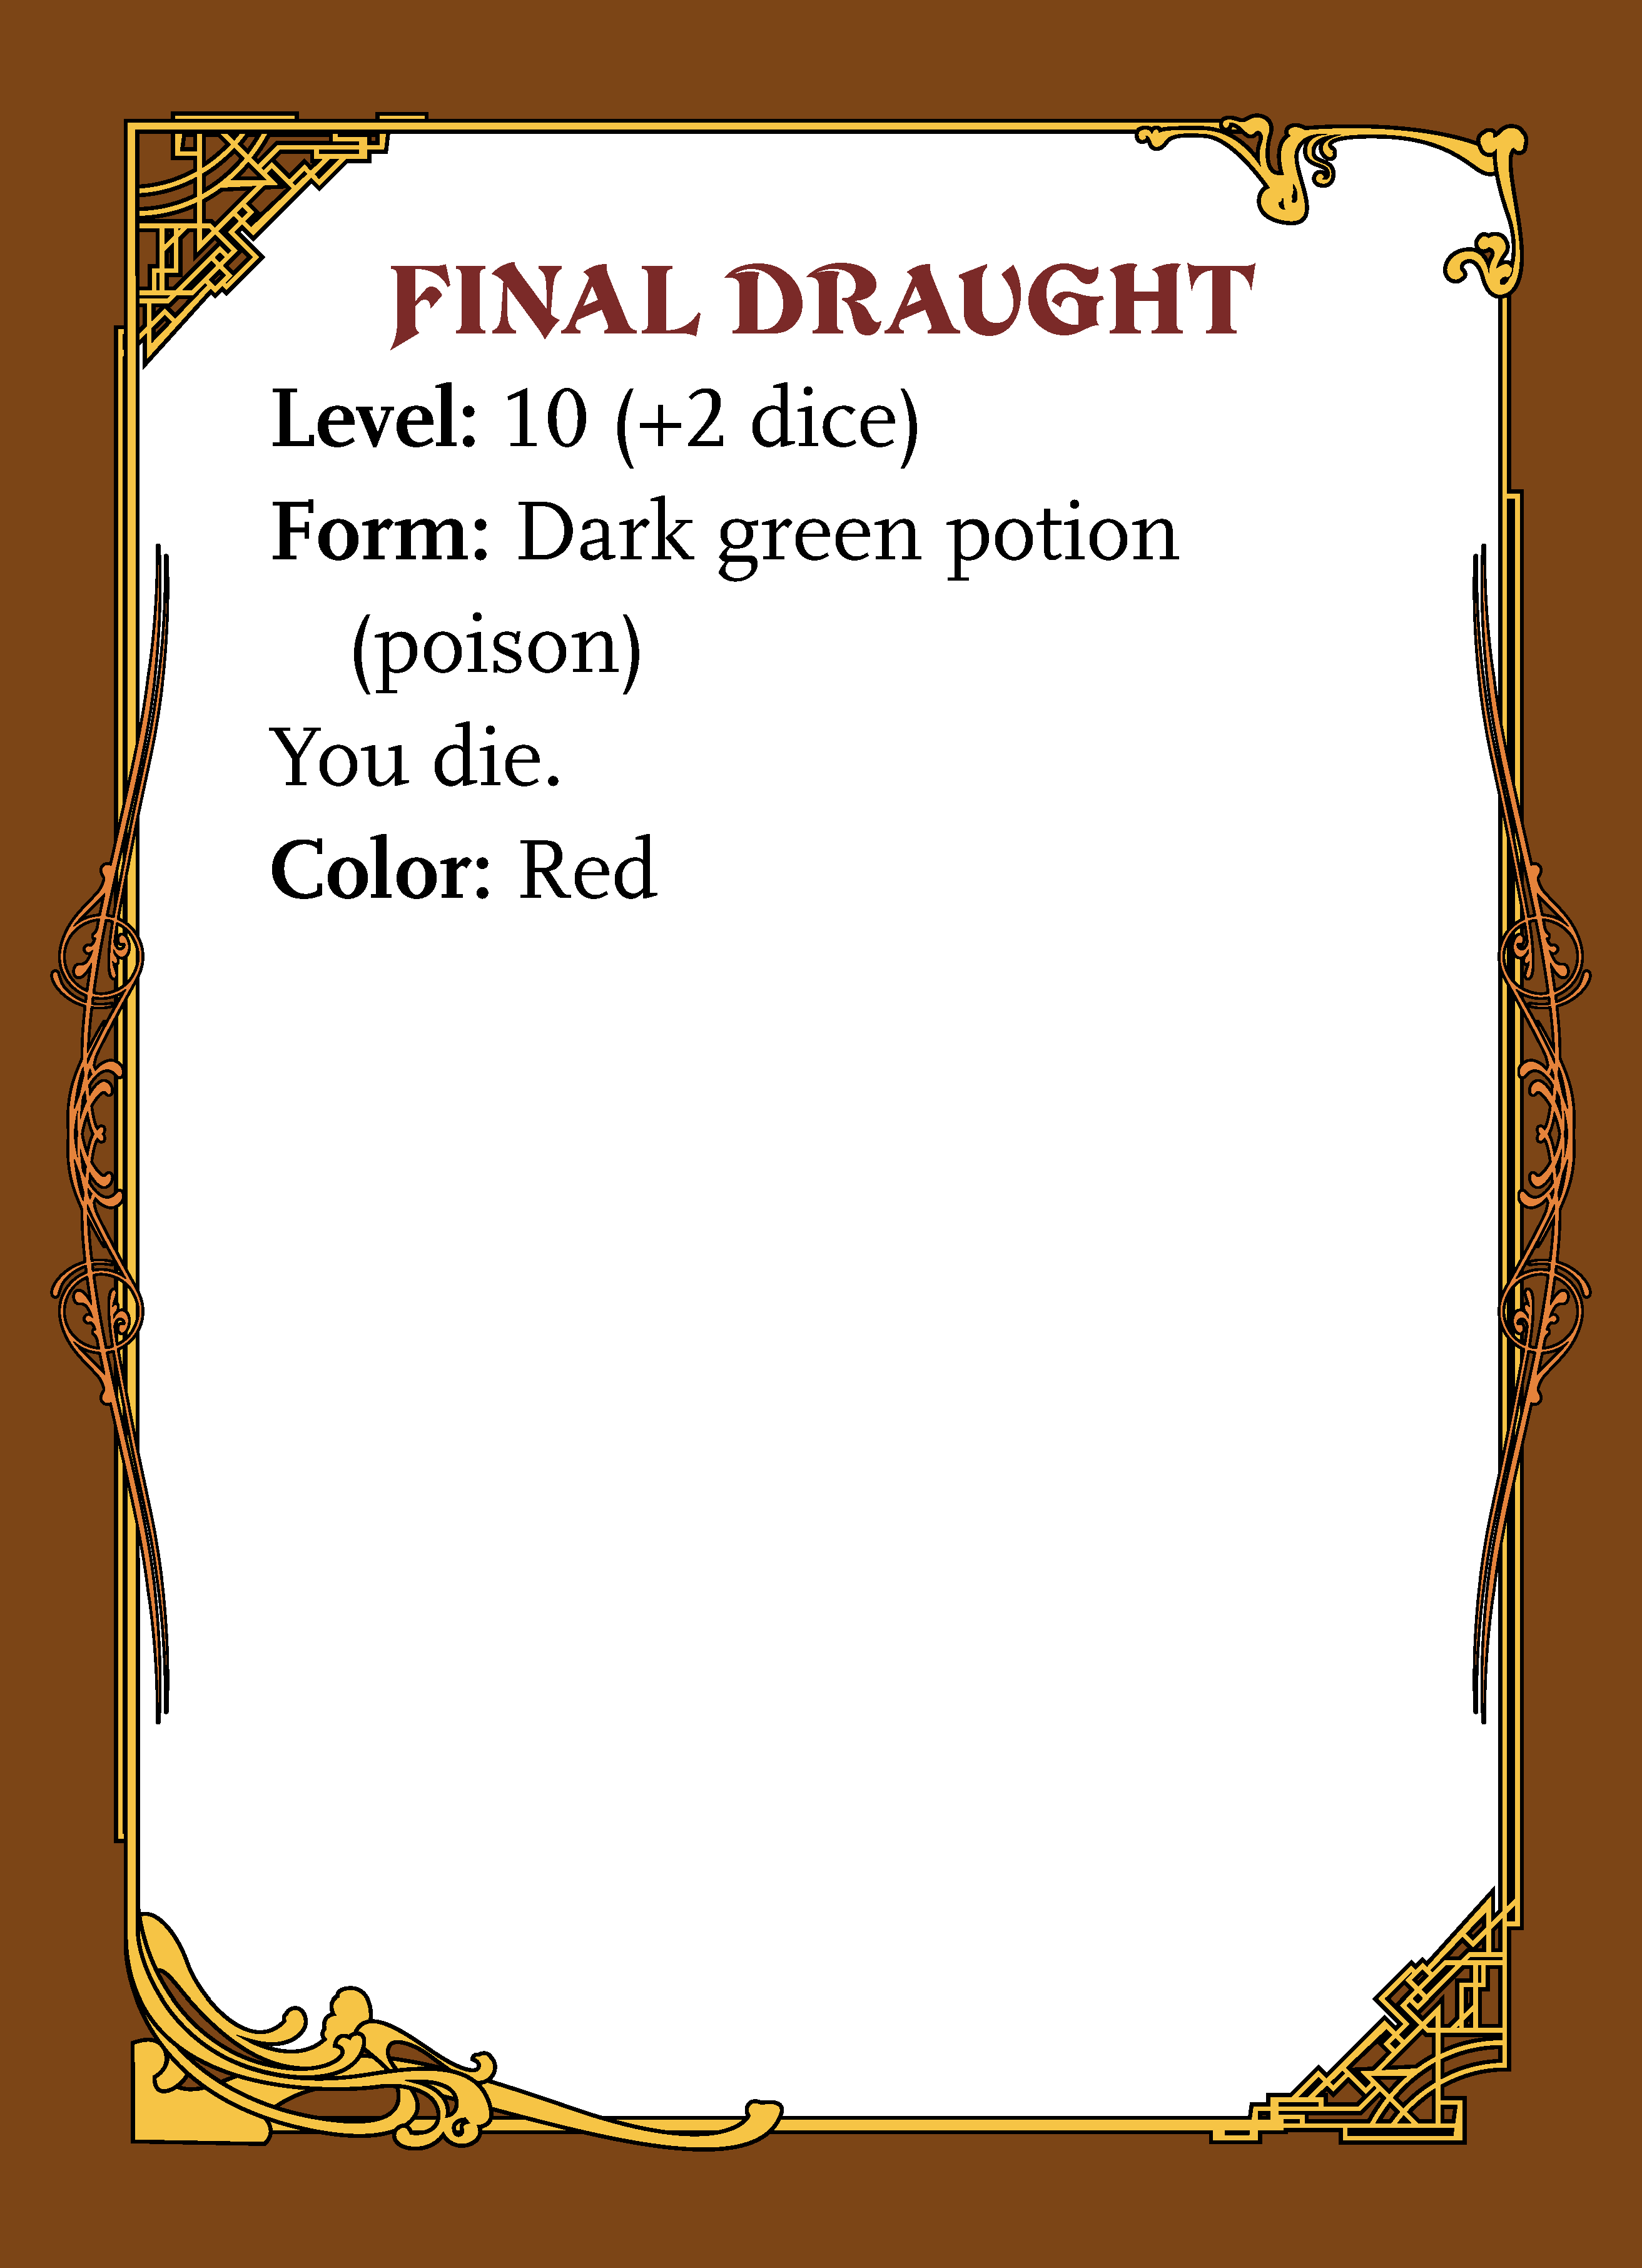 FINAL DRAUGHT
Level: 10 (+2 dice)
Form: Dark green potion
(poison)
You die.
Color: Red